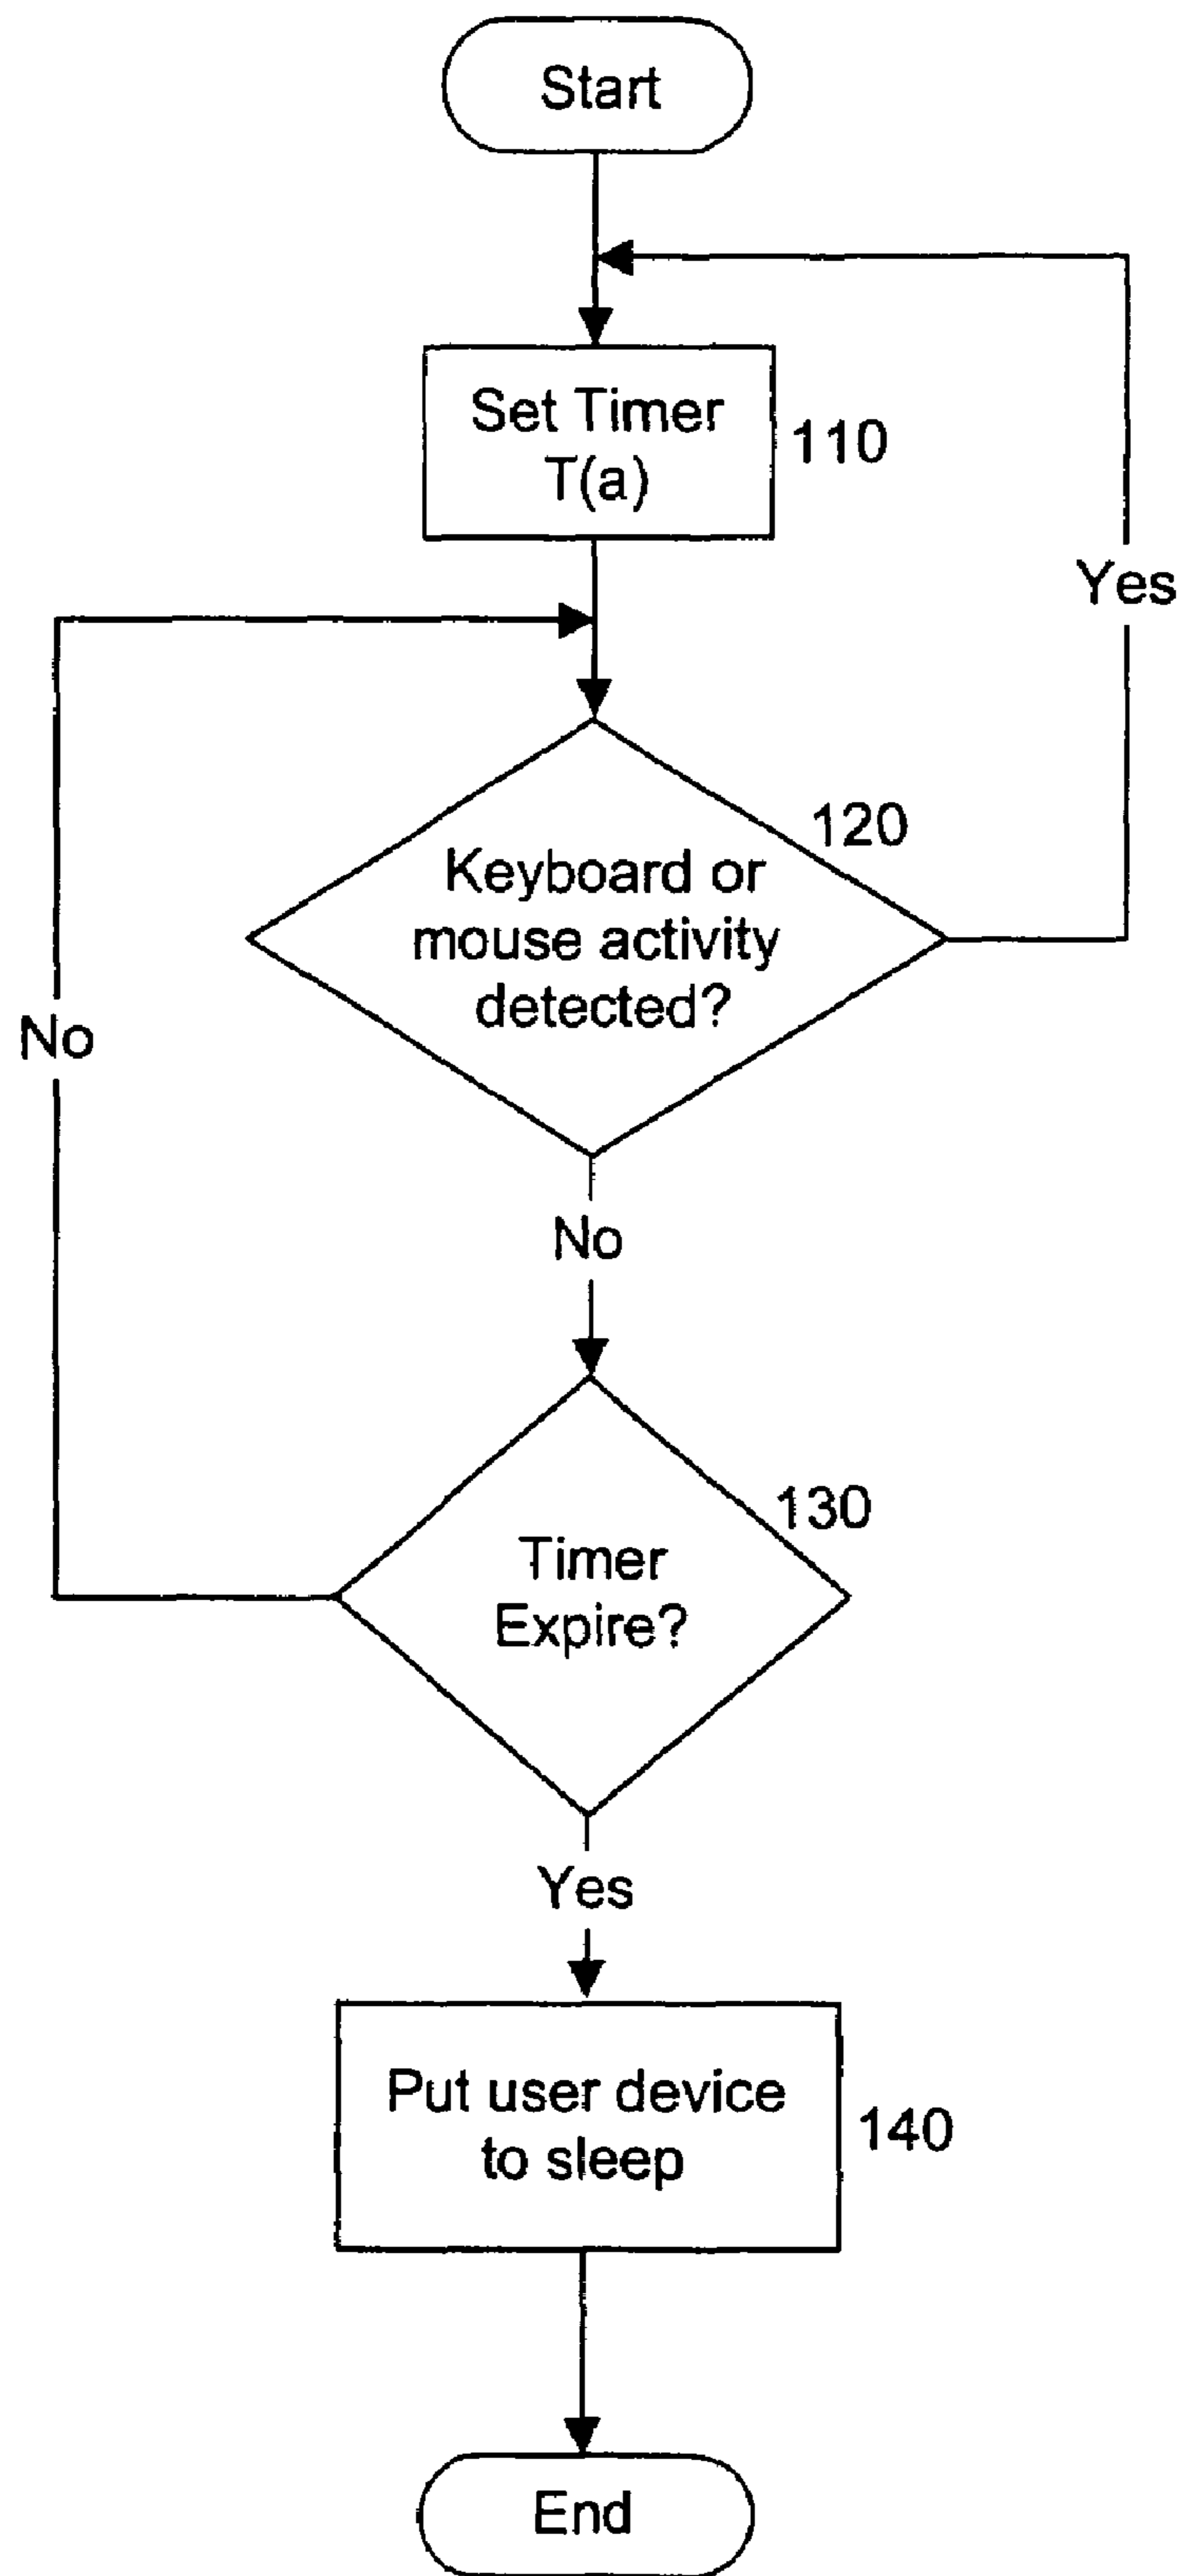 Start
Set Timer
T(a)
110
Yes
120
Keyboard or
mouse activity
detected?
No
No
130
Timer
Expire?
Yes
Put user device
to sleep
140
End